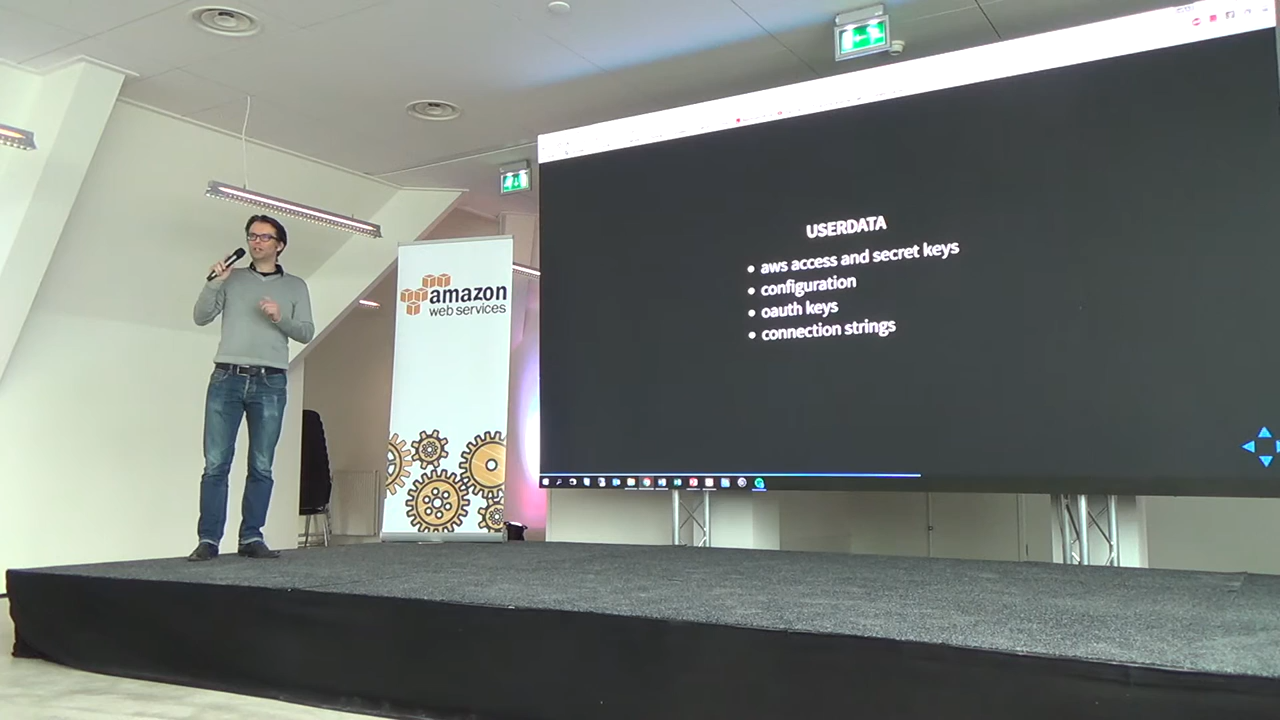 amazon
web services
USERDATA
• aws access and secret keys
• configuration
• oauth keys
• connection strings